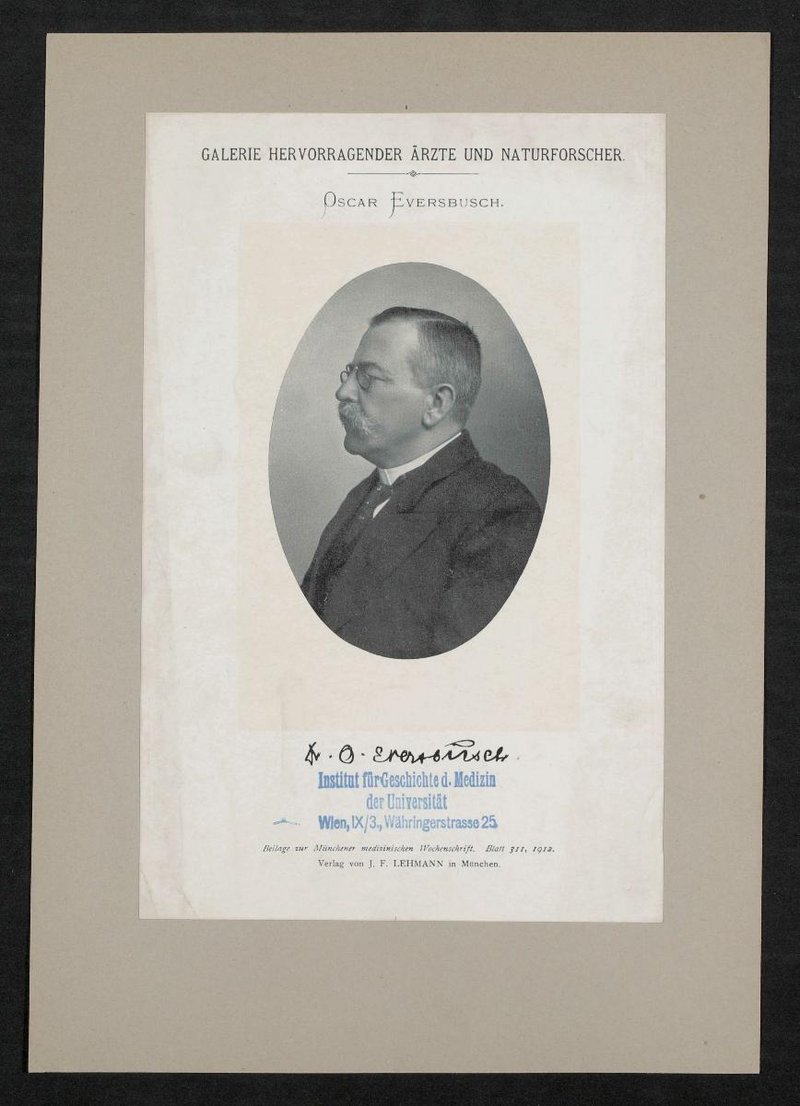 GALERIE HERVORRAGENDER ÄRZTE UND NATURFORSCHER.
OSCAR EVERSBUSCH.
Dr. O. Eversbusch.
Institut für Geschichte d. Medizin
der Universität
Wien, IX/3., Währingerstrasse 25.
Beilage zur Münchener medizinischen Wochenschrift. Blatt 311, 1912.
Verlag von J. F. LEHMANN in München.